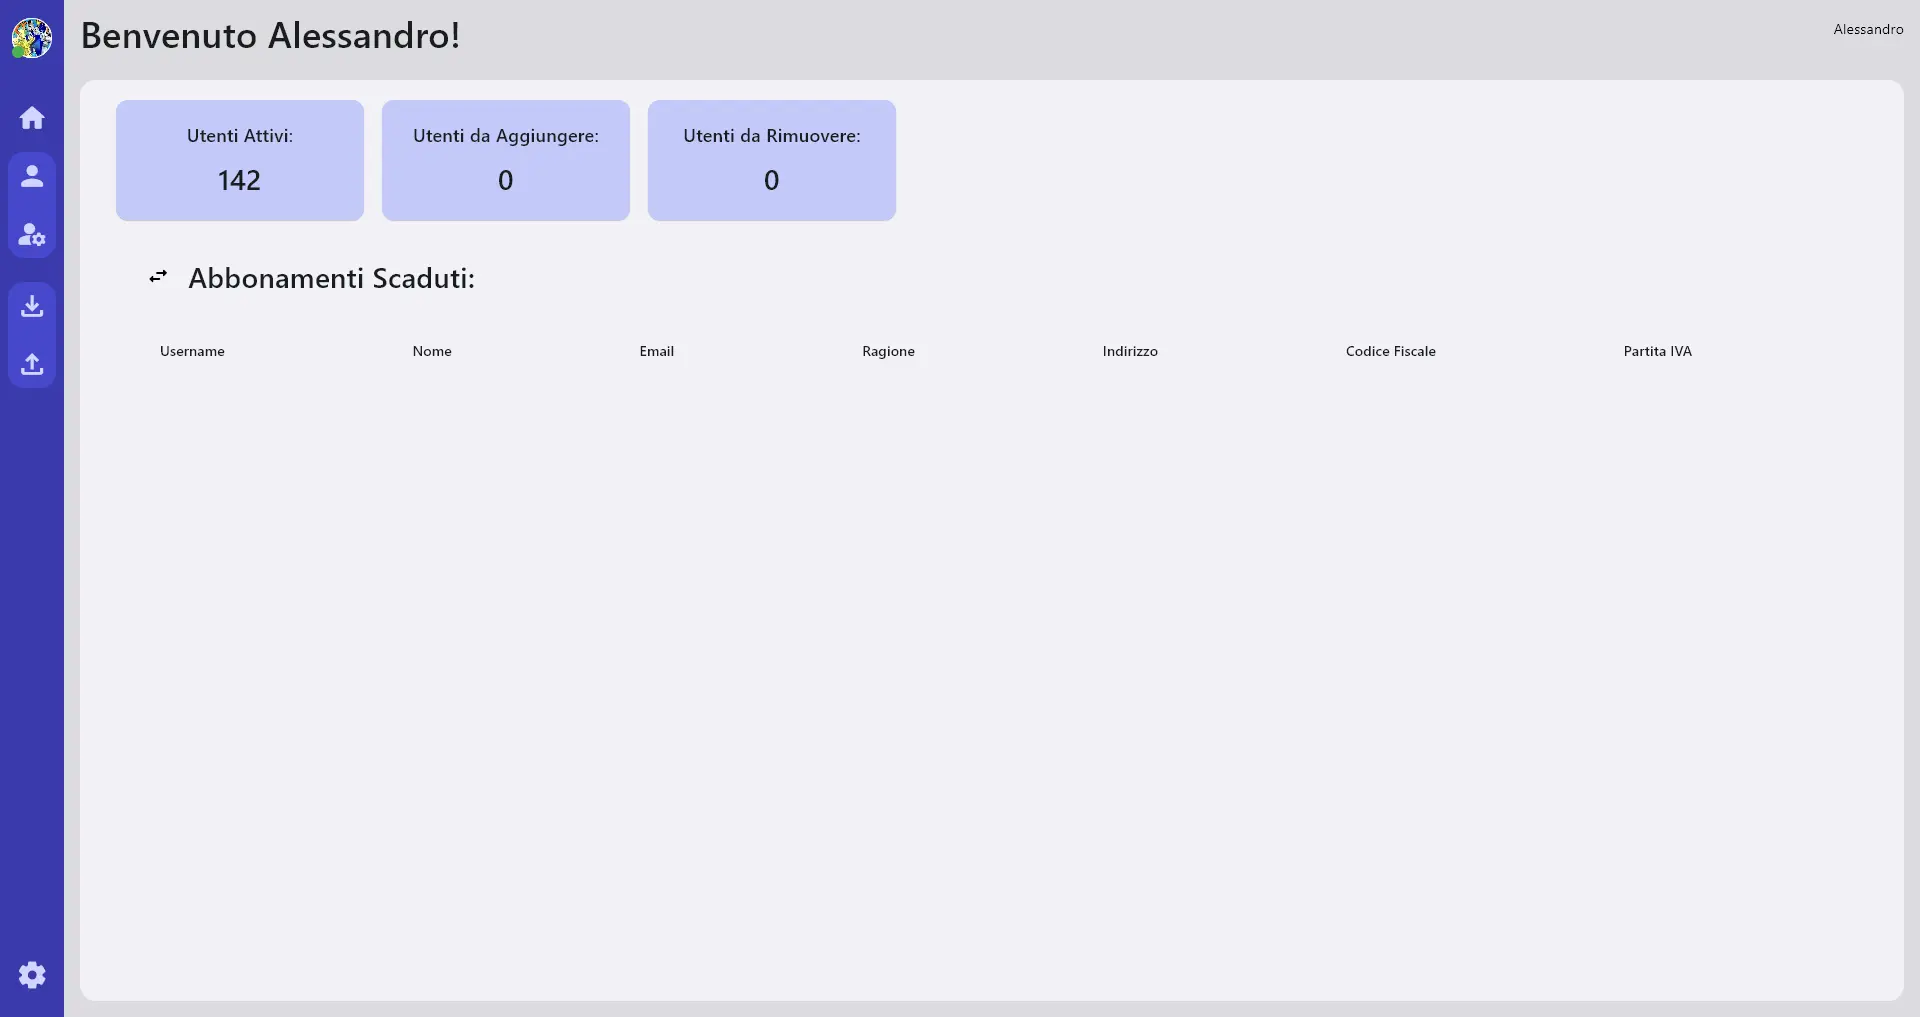 Benvenuto Alessandro!
Alessandro
Utenti Attivi:
142
Utenti da Aggiungere:
0
Utenti da Rimuovere:
0
Abbonamenti Scaduti:
Username Nome Email Ragione Indirizzo Codice Fiscale Partita IVA